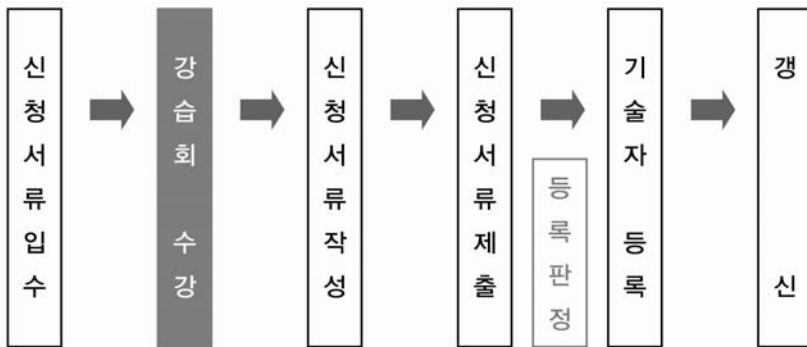 신청서류입수
강습회 수강
신청서류작성
신청서류제출
등록판정
기술자 등록
갱신